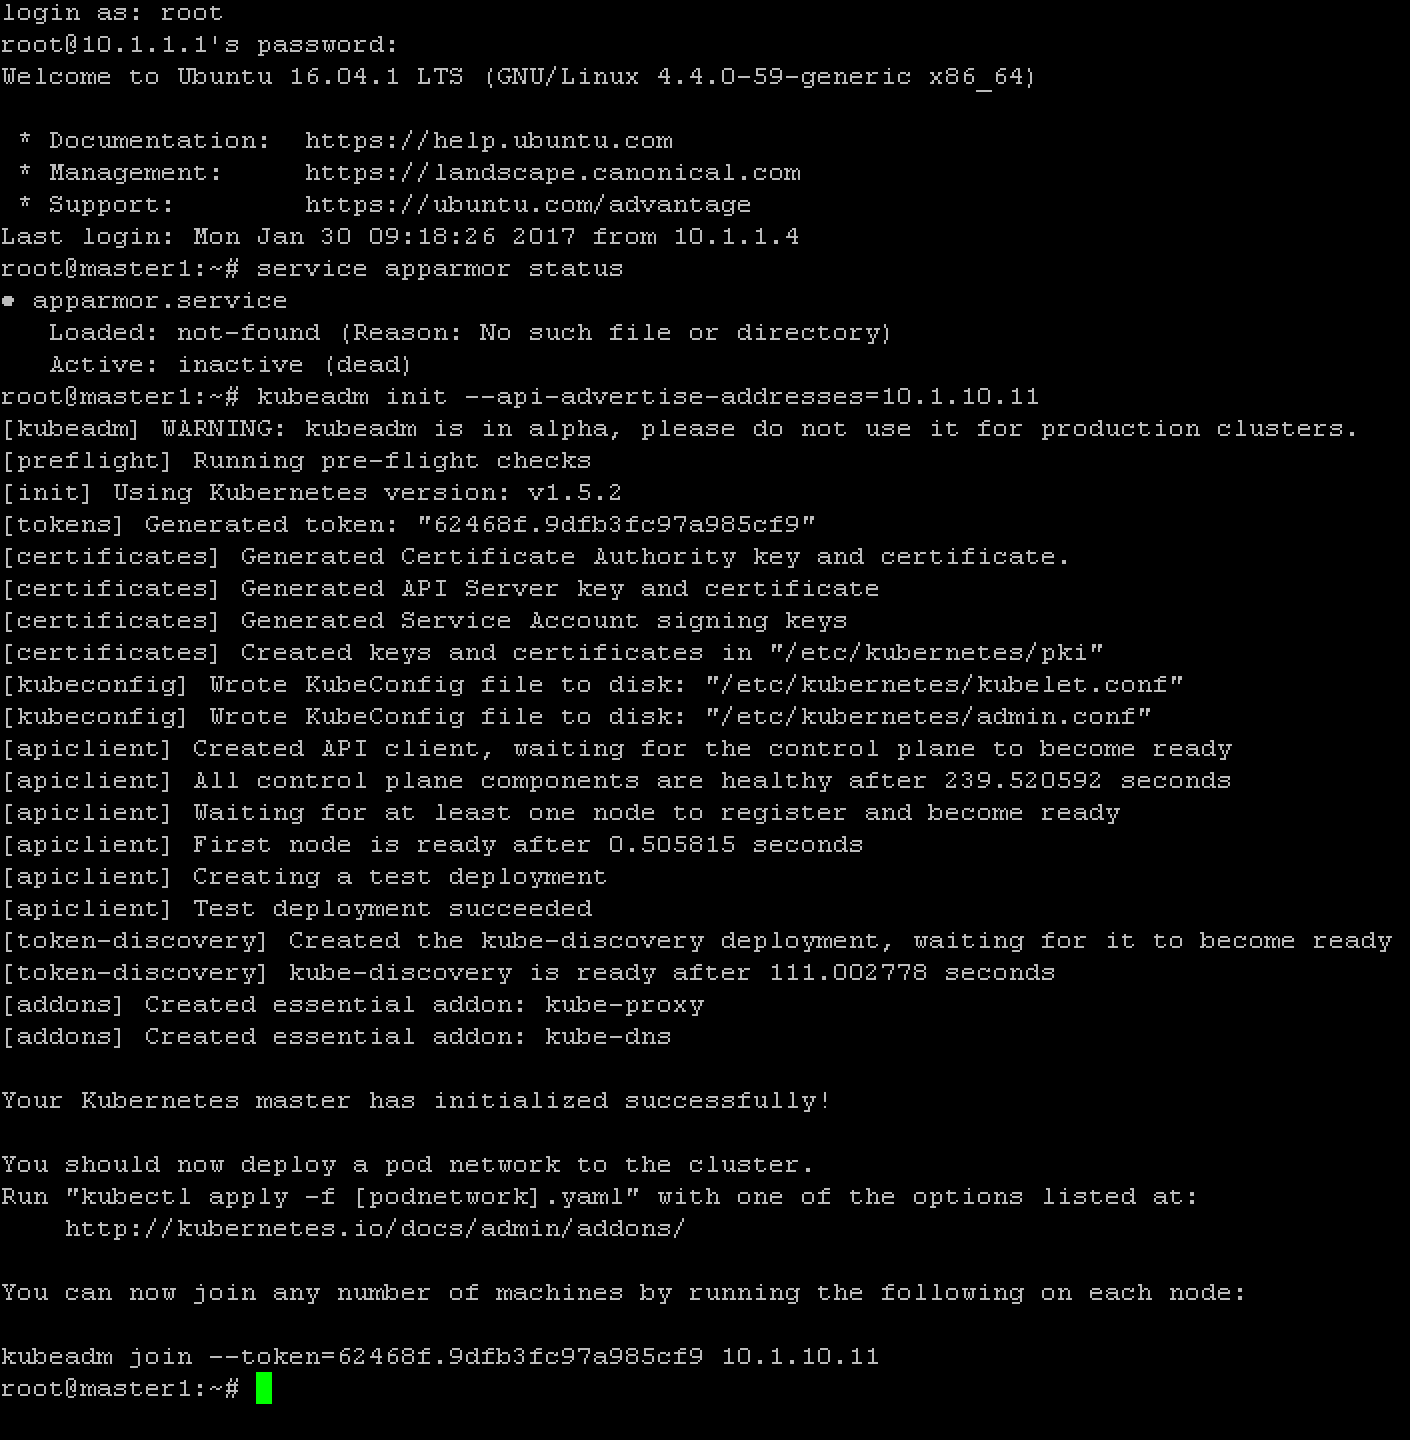 login as: root
root@10.1.1.1's password:
Welcome to Ubuntu 16.04.1 LTS (GNU/Linux 4.4.0-59-generic x86_64)
* Documentation:  https://help.ubuntu.com
* Management:     https://landscape.canonical.com
* Support:        https://ubuntu.com/advantage
Last login: Mon Jan 30 09:18:26 2017 from 10.1.1.4
root@master1:~# service apparmor status
● apparmor.service
Loaded: not-found (Reason: No such file or directory)
Active: inactive (dead)
root@master1:~# kubeadm init --api-advertise-addresses=10.1.10.11
[kubeadm] WARNING: kubeadm is in alpha, please do not use it for production clusters.
[preflight] Running pre-flight checks
[init] Using Kubernetes version: v1.5.2
[tokens] Generated token: "62468f.9dfb3fc97a985cf9"
[certificates] Generated Certificate Authority key and certificate.
[certificates] Generated API Server key and certificate
[certificates] Generated Service Account signing keys
[certificates] Created keys and certificates in "/etc/kubernetes/pki"
[kubeconfig] Wrote KubeConfig file to disk: "/etc/kubernetes/kubelet.conf"
[kubeconfig] Wrote KubeConfig file to disk: "/etc/kubernetes/admin.conf"
[apiclient] Created API client, waiting for the control plane to become ready
[apiclient] All control plane components are healthy after 239.520592 seconds
[apiclient] Waiting for at least one node to register and become ready
[apiclient] First node is ready after 0.505815 seconds
[apiclient] Creating a test deployment
[apiclient] Test deployment succeeded
[token-discovery] Created the kube-discovery deployment, waiting for it to become ready
[token-discovery] kube-discovery is ready after 111.002778 seconds
[addons] Created essential addon: kube-proxy
[addons] Created essential addon: kube-dns
Your Kubernetes master has initialized successfully!
You should now deploy a pod network to the cluster.
Run "kubectl apply -f [podnetwork].yaml" with one of the options listed at:
http://kubernetes.io/docs/admin/addons/
You can now join any number of machines by running the following on each node:
kubeadm join --token=62468f.9dfb3fc97a985cf9 10.1.10.11
root@master1:~#